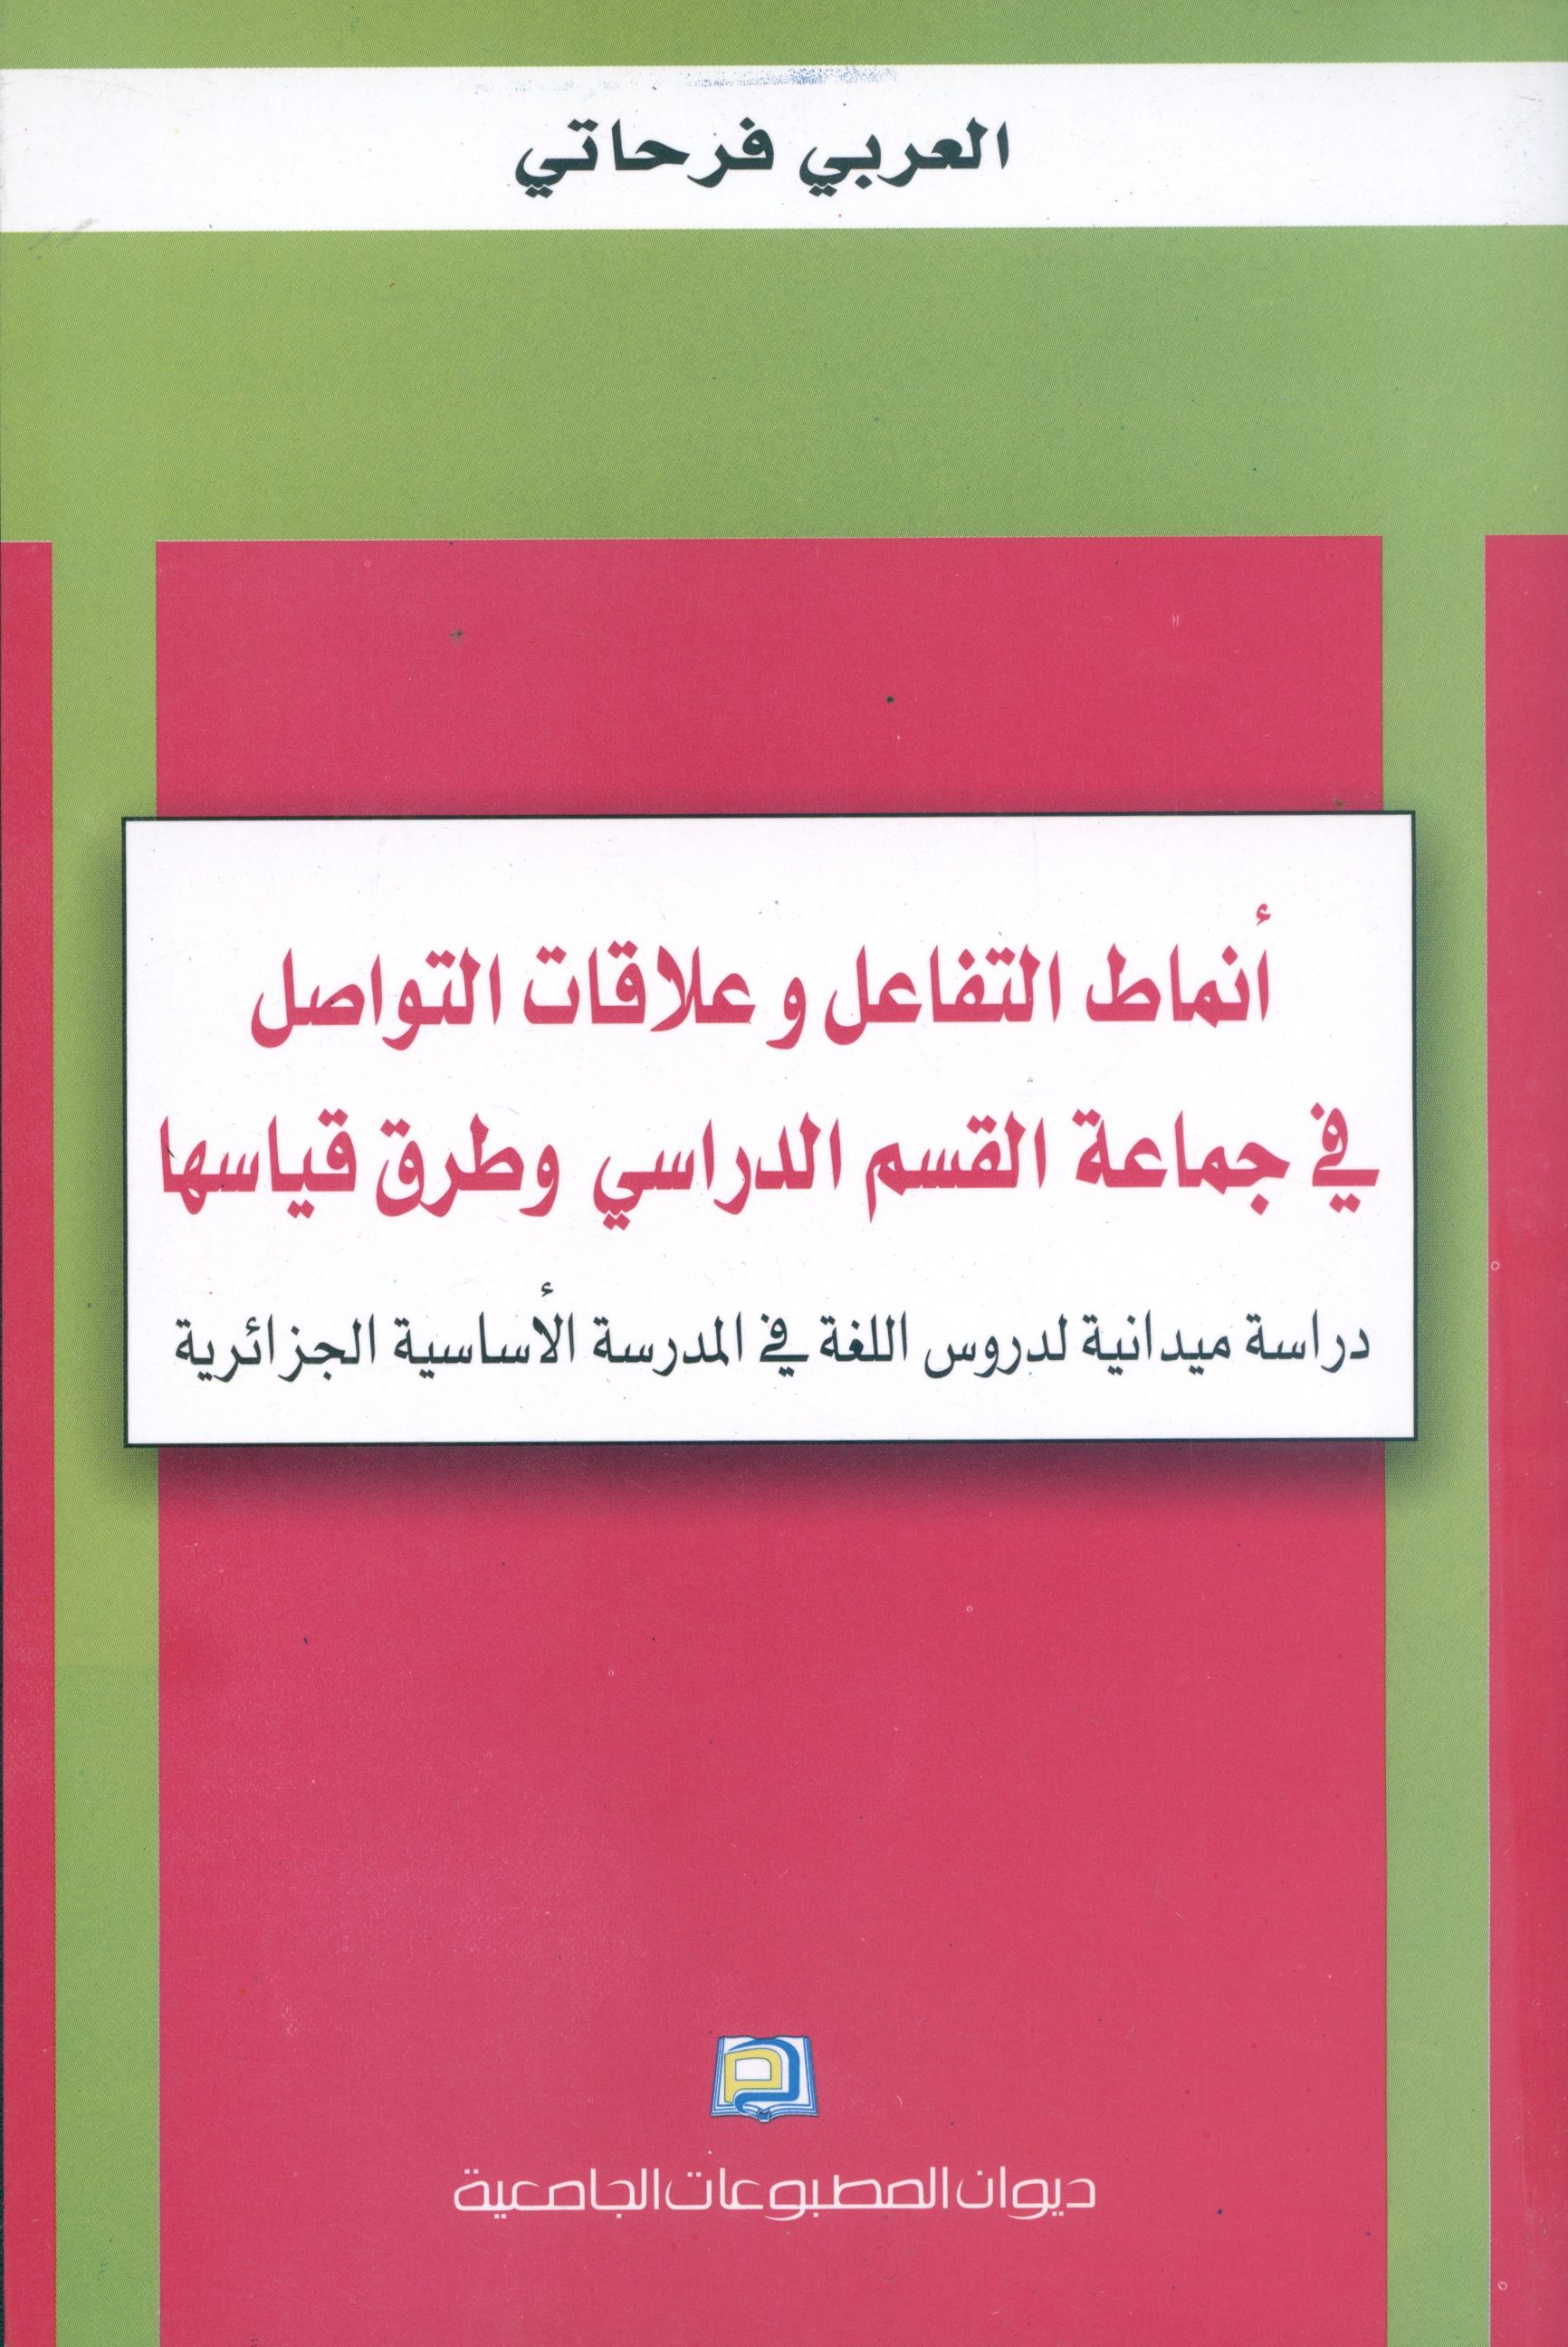 العربي فرحاتي
أنماط التفاعل و علاقات التواصل
في جماعة القسم الدراسي وطرق قياسها
دراسة ميدانية لدروس اللغة في المدرسة الأساسية الجزائرية
ديوان المطبوعات الجامعية